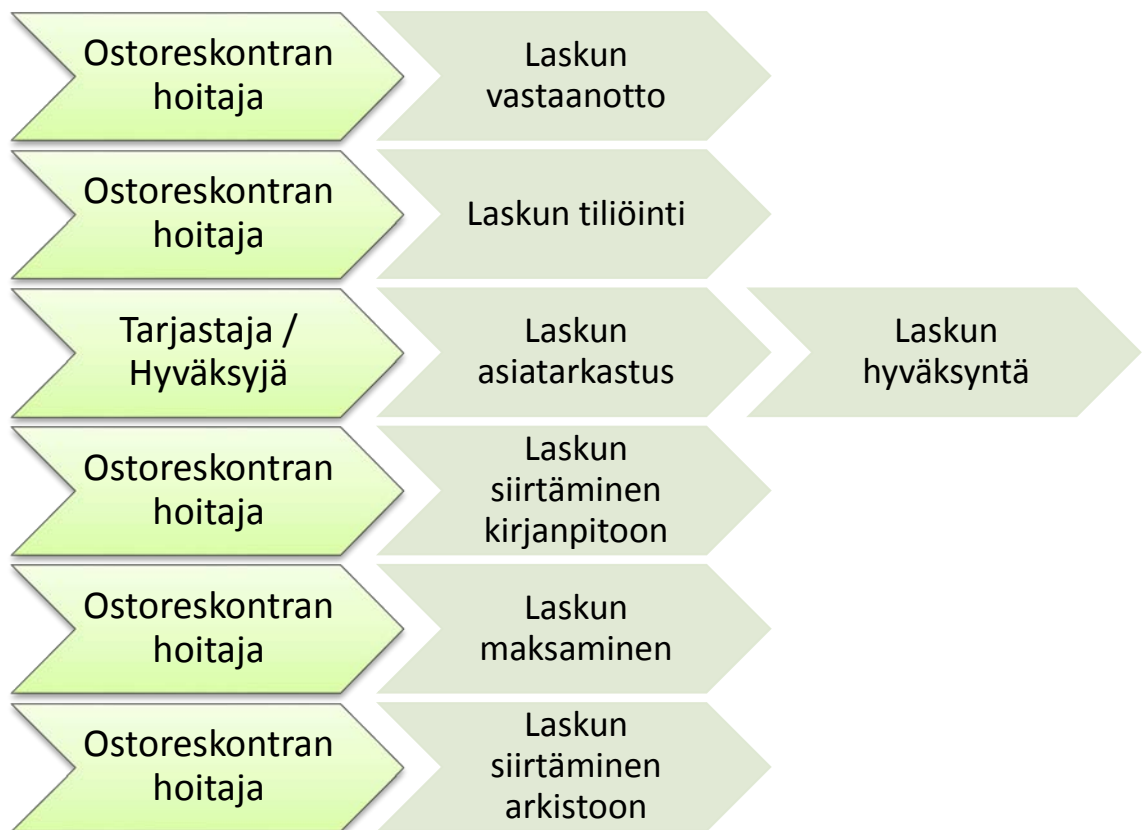 Ostoreskontran
hoitaja
Laskun
vastaanotto
Ostoreskontran
hoitaja
Laskun tiliöinti
Tarjastaja /
Hyväksyjä
Laskun
asiatarkastus
Laskun
hyväksyntä
Ostoreskontran
hoitaja
Laskun
siirtäminen
kirjanpitoon
Ostoreskontran
hoitaja
Laskun
maksaminen
Ostoreskontran
hoitaja
Laskun
siirtäminen
arkistoon